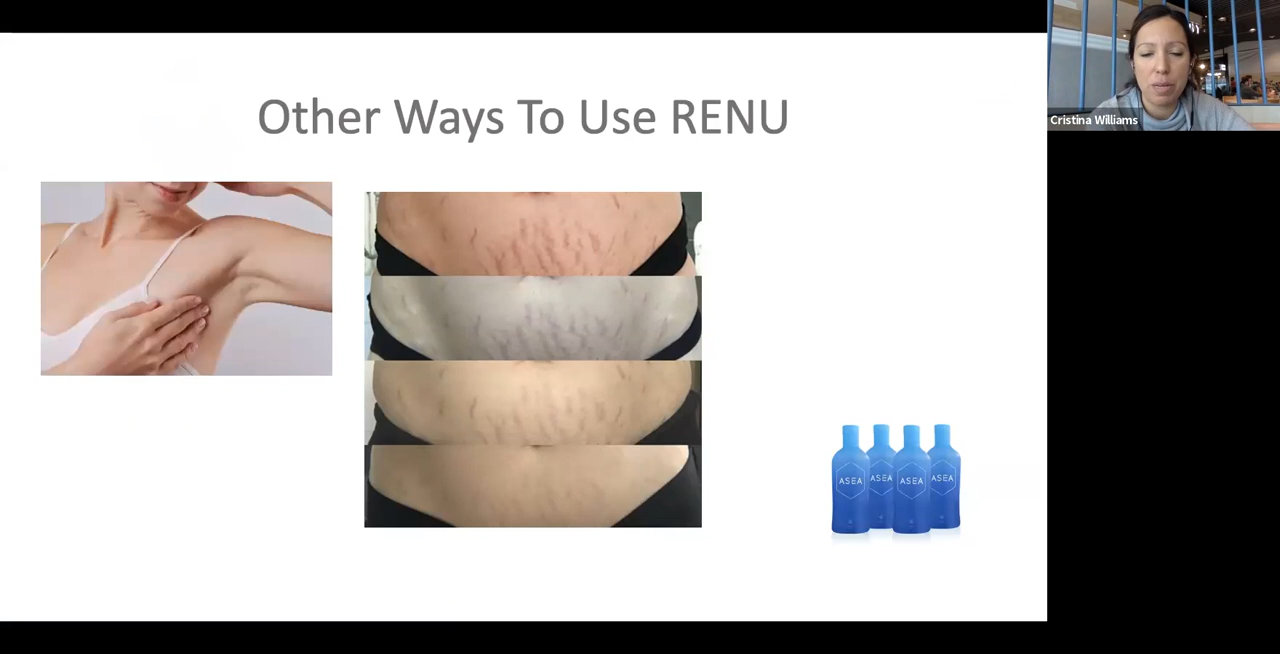 Other Ways To Use RENU
Cristina Williams
ASEA
ASEA
ASEA
ASEA